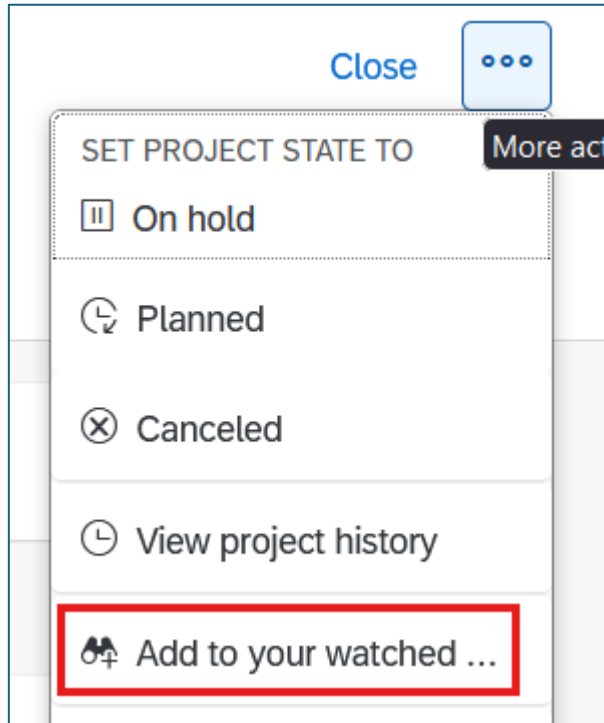 Close
SET PROJECT STATE TO
More act
On hold
Planned
Canceled
View project history
Add to your watched ...